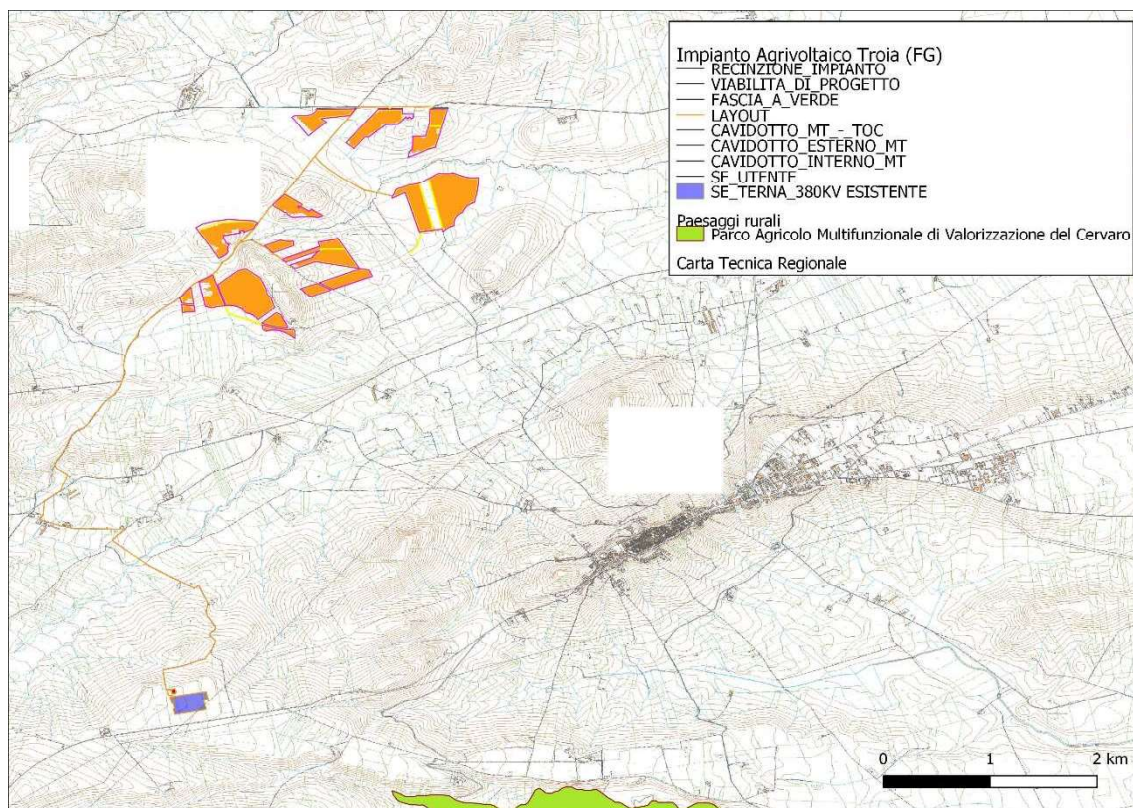 Impianto Agrivoltaico Troia (FG)
RECINZIONE_IMPIANTO
VIABILITA_DI_PROGETTO
FASCIA_A_VERDE
LAYOUT
CAVIDOTTO_MT_-_TOC
CAVIDOTTO_ESTERNO_MT
CAVIDOTTO_INTERNO_MT
SE_UTENTE
SE_TERNA_380KV ESISTENTE
Paesaggi rurali
Parco Agricolo Multifunzionale di Valorizzazione del Cervaro
Carta Tecnica Regionale
0 1 2 km